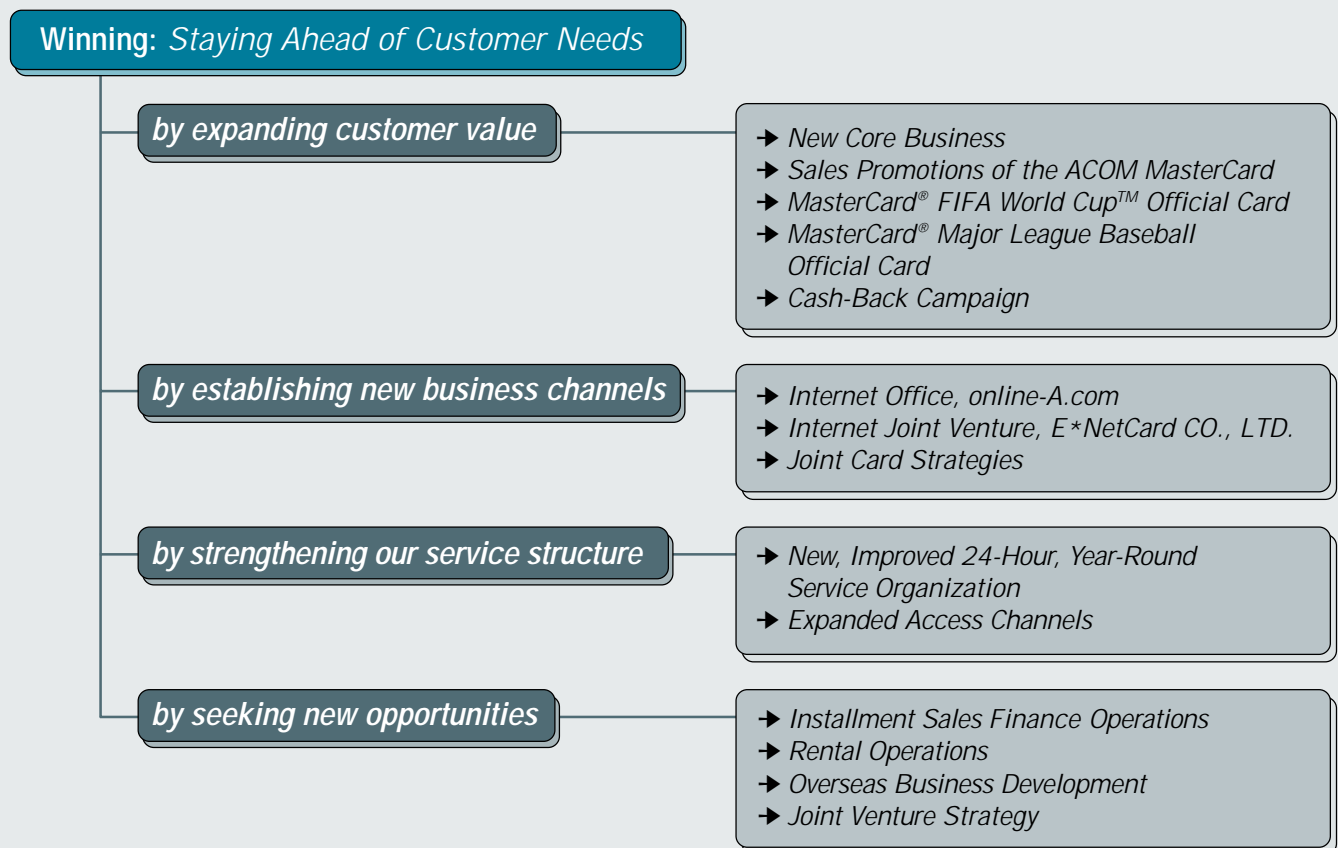 Winning: Staying Ahead of Customer Needs
by expanding customer value
➔ New Core Business
➔ Sales Promotions of the ACOM MasterCard
➔ MasterCard® FIFA World Cup™ Official Card
➔ MasterCard® Major League Baseball
Official Card
➔ Cash-Back Campaign
by establishing new business channels
➔ Internet Office, online-A.com
➔ Internet Joint Venture, E*NetCard CO., LTD.
➔ Joint Card Strategies
by strengthening our service structure
➔ New, Improved 24-Hour, Year-Round
Service Organization
➔ Expanded Access Channels
by seeking new opportunities
➔ Installment Sales Finance Operations
➔ Rental Operations
➔ Overseas Business Development
➔ Joint Venture Strategy